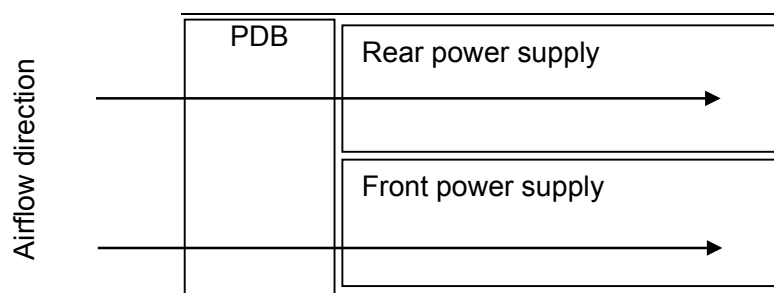 PDB
Rear power supply
Airflow direction
Front power supply